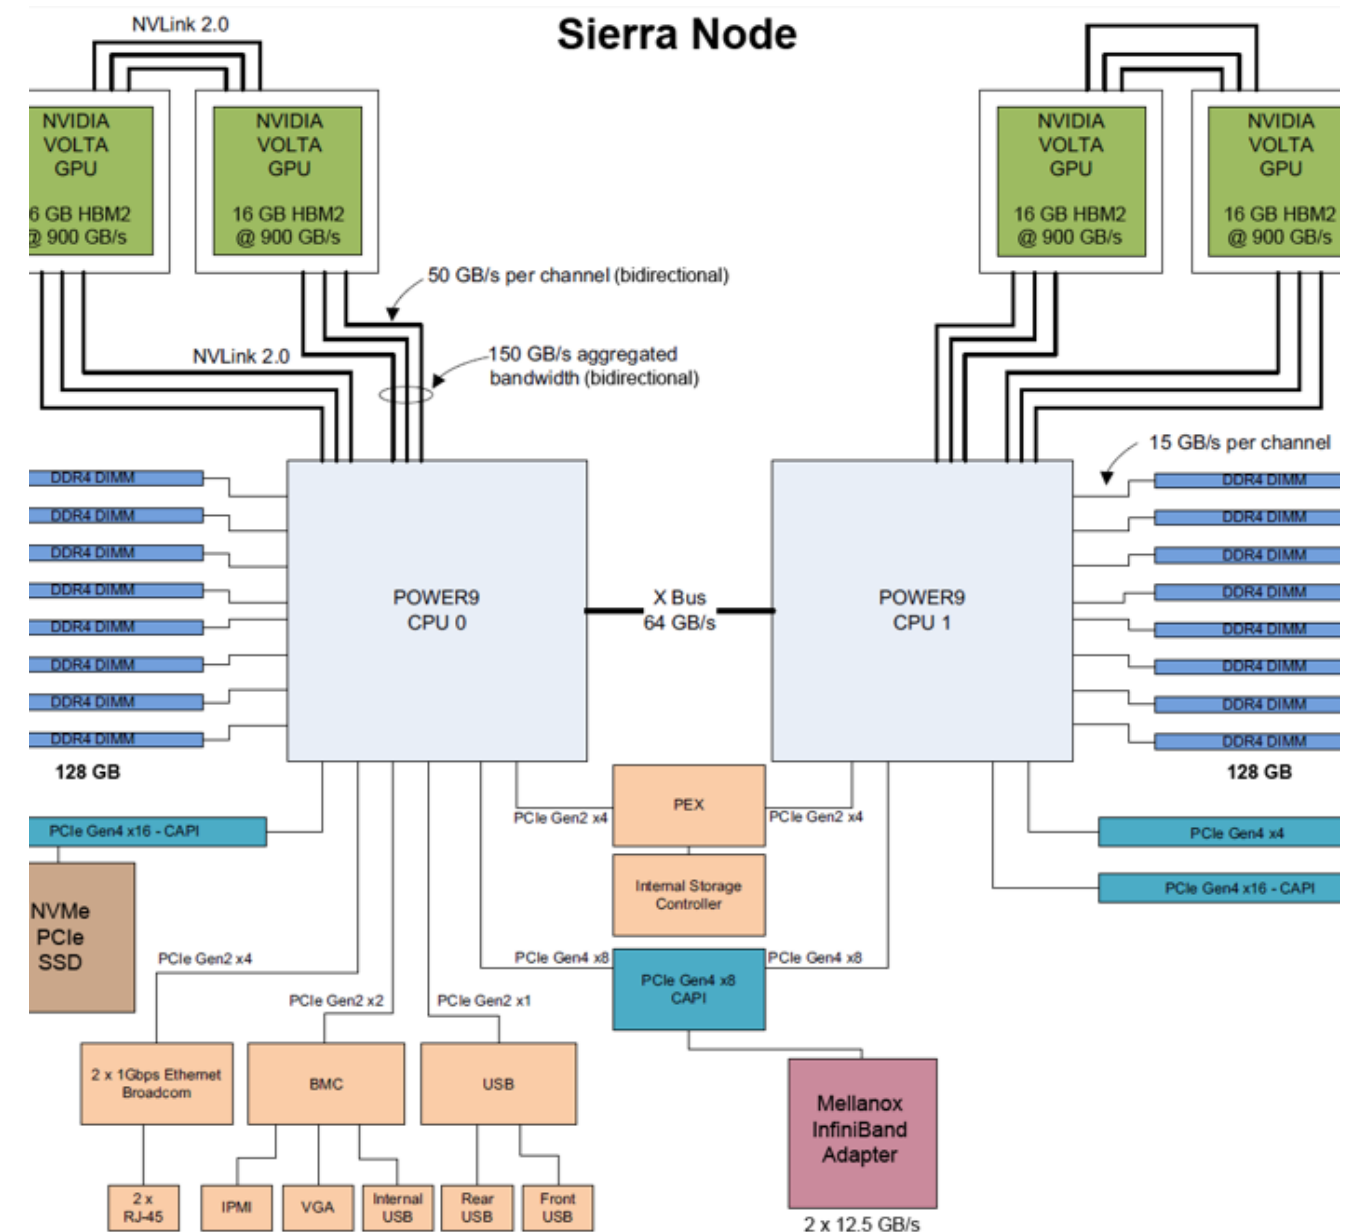 Sierra Node
NVLink 2.0
NVIDIA
VOLTA
GPU
6 GB HBM2
@ 900 GB/s
NVIDIA
VOLTA
GPU
16 GB HBM2
@ 900 GB/s
NVIDIA
VOLTA
GPU
16 GB HBM2
@ 900 GB/s
NVIDIA
VOLTA
GPU
16 GB HBM2
@ 900 GB/s
50 GB/s per channel (bidirectional)
NVLink 2.0
150 GB/s aggregated
bandwidth (bidirectional)
15 GB/s per channel
DDR4 DIMM
DDR4 DIMM
DDR4 DIMM
DDR4 DIMM
DDR4 DIMM
DDR4 DIMM
DDR4 DIMM
DDR4 DIMM
128 GB
POWER9
CPU 0
X Bus
64 GB/s
POWER9
CPU 1
DDR4 DIMM
DDR4 DIMM
DDR4 DIMM
DDR4 DIMM
DDR4 DIMM
DDR4 DIMM
DDR4 DIMM
DDR4 DIMM
128 GB
PCIe Gen4 x16 - CAPI
NVMe
PCIe
SSD
PCIe Gen2 x4
PEX
PCIe Gen2 x4
Internal Storage
Controller
PCIe Gen4 x4
PCIe Gen4 x16 - CAPI
PCIe Gen2 x4
PCIe Gen2 x2
PCIe Gen2 x1
PCIe Gen4 x8
PCIe Gen4 x8
CAPI
PCIe Gen4 x8
2 x 1Gbps Ethernet
Broadcom
BMC
USB
Mellanox
InfiniBand
Adapter
2 x 12.5 GB/s
2 x
RJ-45
IPMI
VGA
Internal
USB
Rear
USB
Front
USB